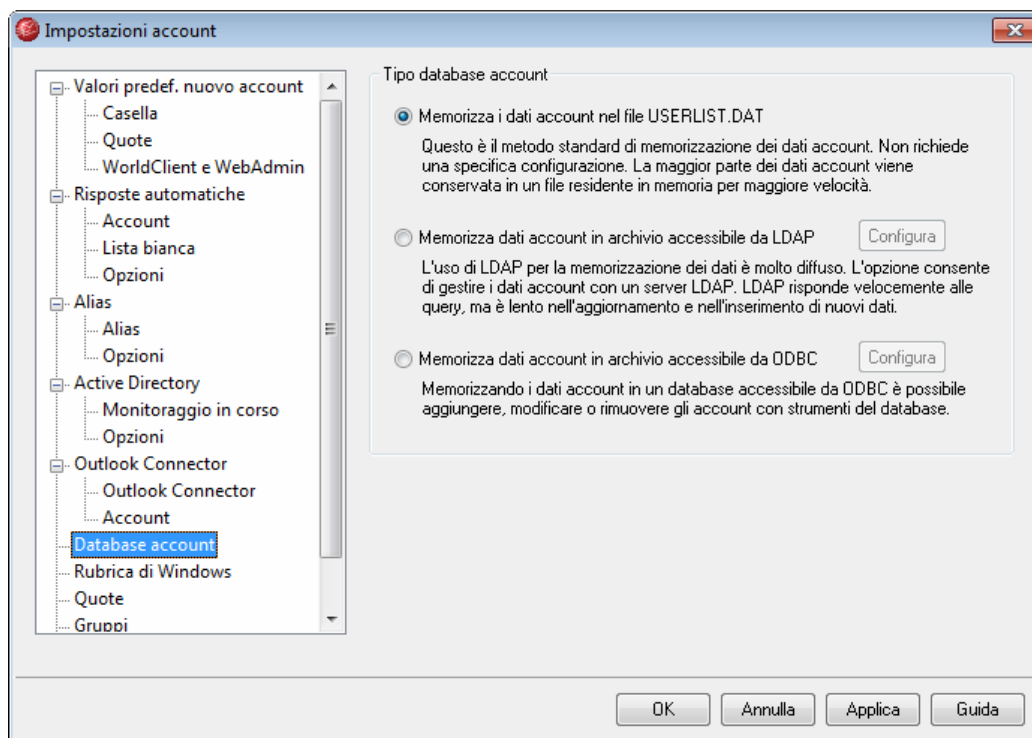 Impostazioni account
Valori predef. nuovo account
Casella
Quote
WorldClient e WebAdmin
Risposte automatiche
Account
Lista bianca
Opzioni
Alias
Alias
Opzioni
Active Directory
Monitoraggio in corso
Opzioni
Outlook Connector
Outlook Connector
Account
Database account
Rubrica di Windows
Quote
Gruppi
Tipo database account
Memorizza i dati account nel file USERLIST.DAT
Questo è il metodo standard di memorizzazione dei dati account. Non richiede
una specifica configurazione. La maggior parte dei dati account viene
conservata in un file residente in memoria per maggiore velocità.
Memorizza dati account in archivio accessibile da LDAP
Configura
L'uso di LDAP per la memorizzazione dei dati è molto diffuso. L'opzione consente
di gestire i dati account con un server LDAP. LDAP risponde velocemente alle
query, ma è lento nell'aggiornamento e nell'inserimento di nuovi dati.
Memorizza dati account in archivio accessibile da ODBC
Configura
Memorizzando i dati account in un database accessibile da ODBC è possibile
aggiungere, modificare o rimuovere gli account con strumenti del database.
OK
Annulla
Applica
Guida